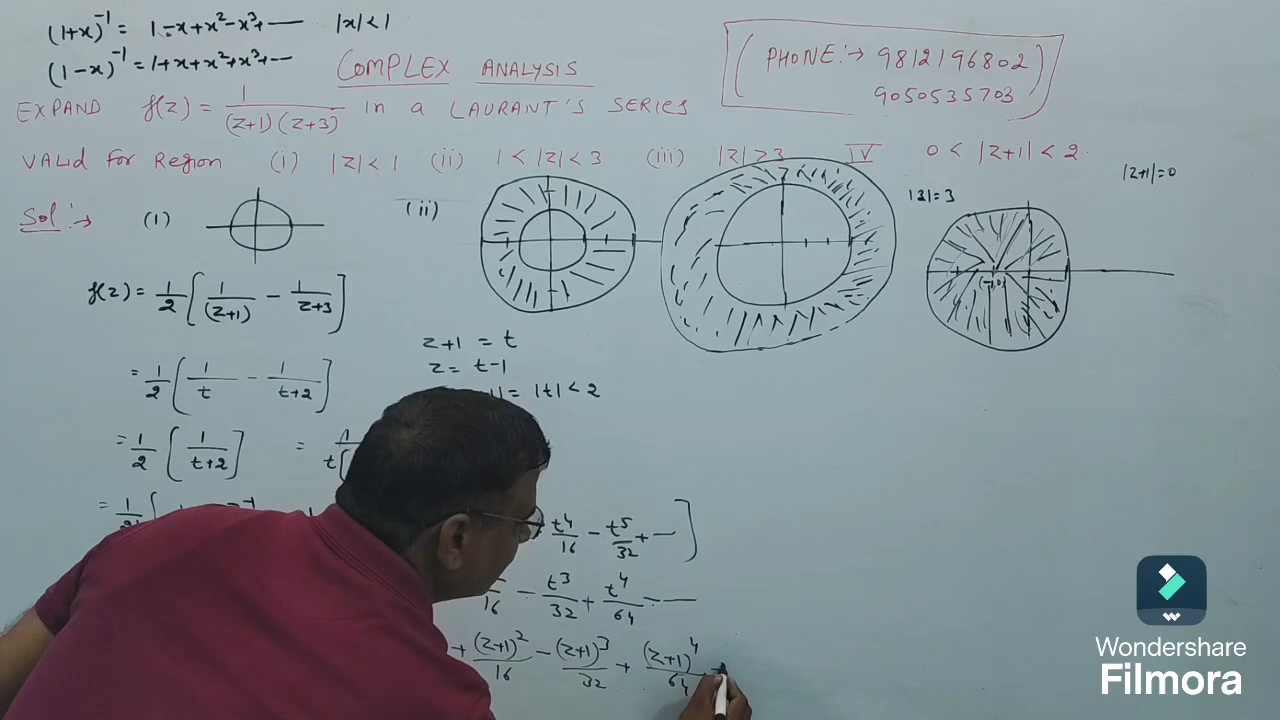 (1+x)⁻¹ = 1-x+x²-x³+---- |x|<1
(1-x)⁻¹ = 1+x+x²+x³+---
COMPLEX ANALYSIS
(PHONE:→ 9812196802
9050535703)
EXPAND f(z) = 1/((z+1)(z+3)) in a LAURANT'S SERIES
VALID FOR REGION (i) |z|<1 (ii) 1<|z|<3 (iii) |z|>3 IV 0<|z+1|<2.
|z+1|=0
Sol:→ (1) (ii) |z|=3
f(z) = 1/2 [1/(z+1) - 1/(z+3)]
z+1 = t
z = t-1
= |t|<2
= 1/2 [1/t - 1/(t+2)]
= 1/2 [1/(t+2)] = 1/t
= 1/2 [
t⁴/16 - t⁵/32 + ---]
/16 - t³/32 + t⁴/64 ----
+ (z+1)²/16 - (z+1)³/32 + (z+1)⁴/64
Wondershare
Filmora